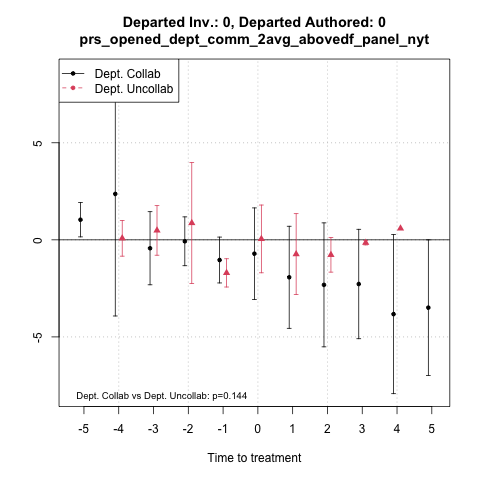 Departed Inv.: 0, Departed Authored: 0
prs_opened_dept_comm_2avg_abovedf_panel_nyt
Dept. Collab
Dept. Uncollab
5
0
-5
Dept. Collab vs Dept. Uncollab: p=0.144
-5 -4 -3 -2 -1 0 1 2 3 4 5
Time to treatment